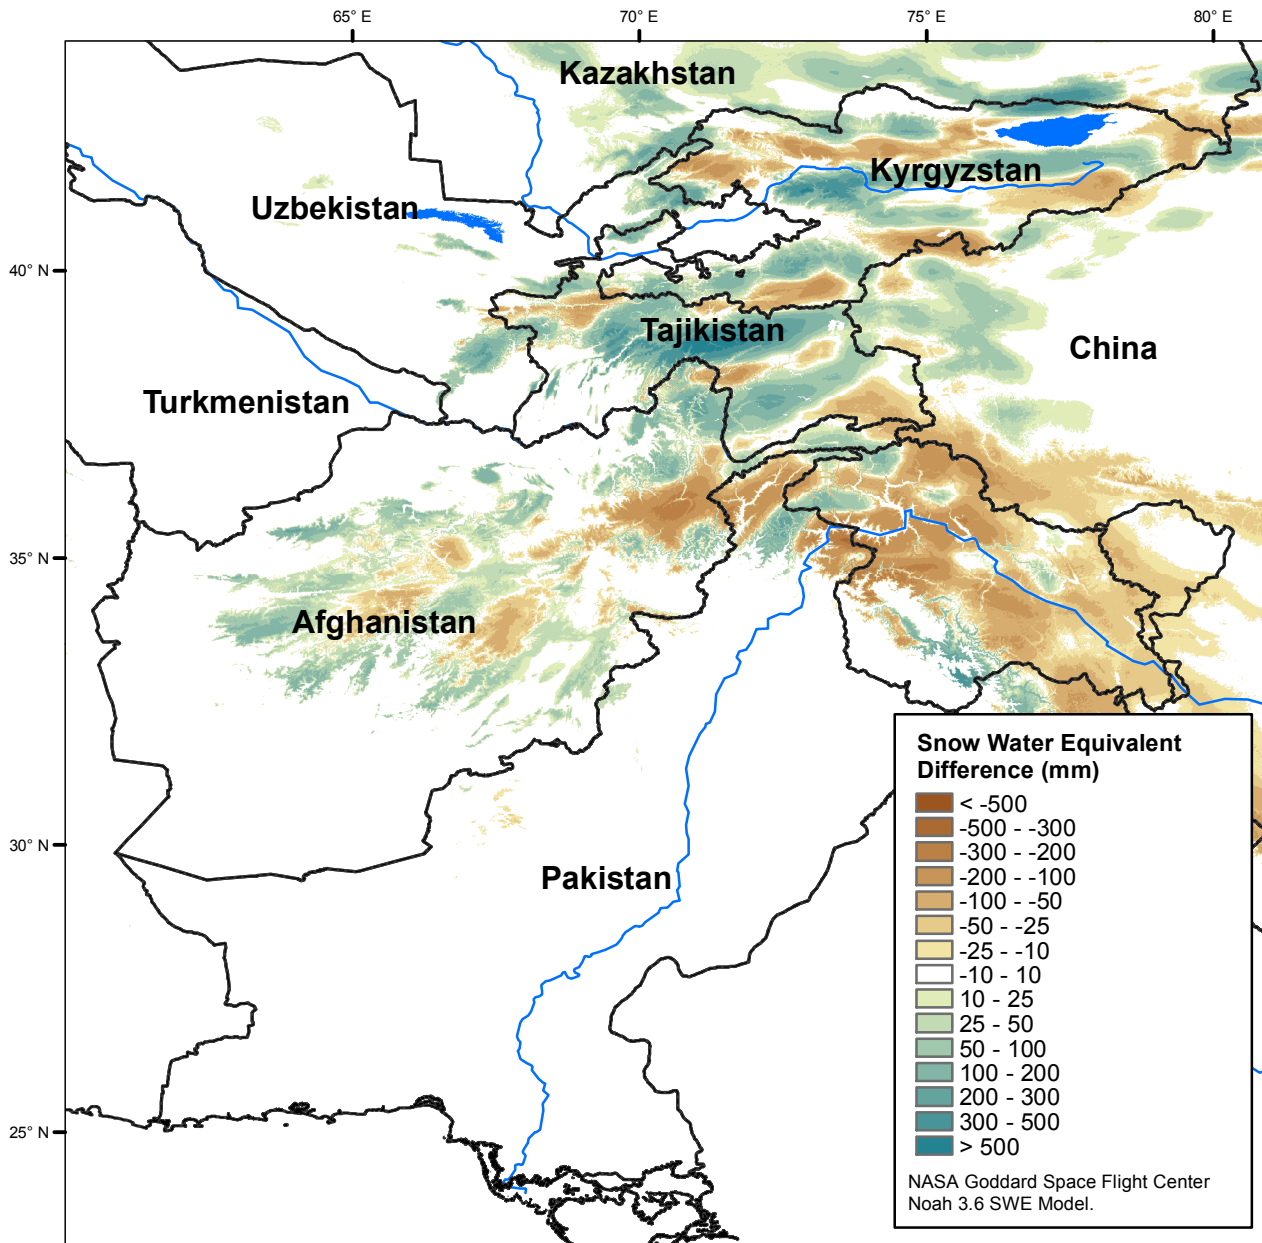 65° E
70° E
75° E
80° E
Kazakhstan
Kyrgyzstan
Uzbekistan
40° N
Tajikistan
China
Turkmenistan
35° N
Afghanistan
30° N
Pakistan
25° N
Snow Water Equivalent
Difference (mm)
< -500
-500 - -300
-300 - -200
-200 - -100
-100 - -50
-50 - -25
-25 - -10
-10 - 10
10 - 25
25 - 50
50 - 100
100 - 200
200 - 300
300 - 500
> 500
NASA Goddard Space Flight Center
Noah 3.6 SWE Model.